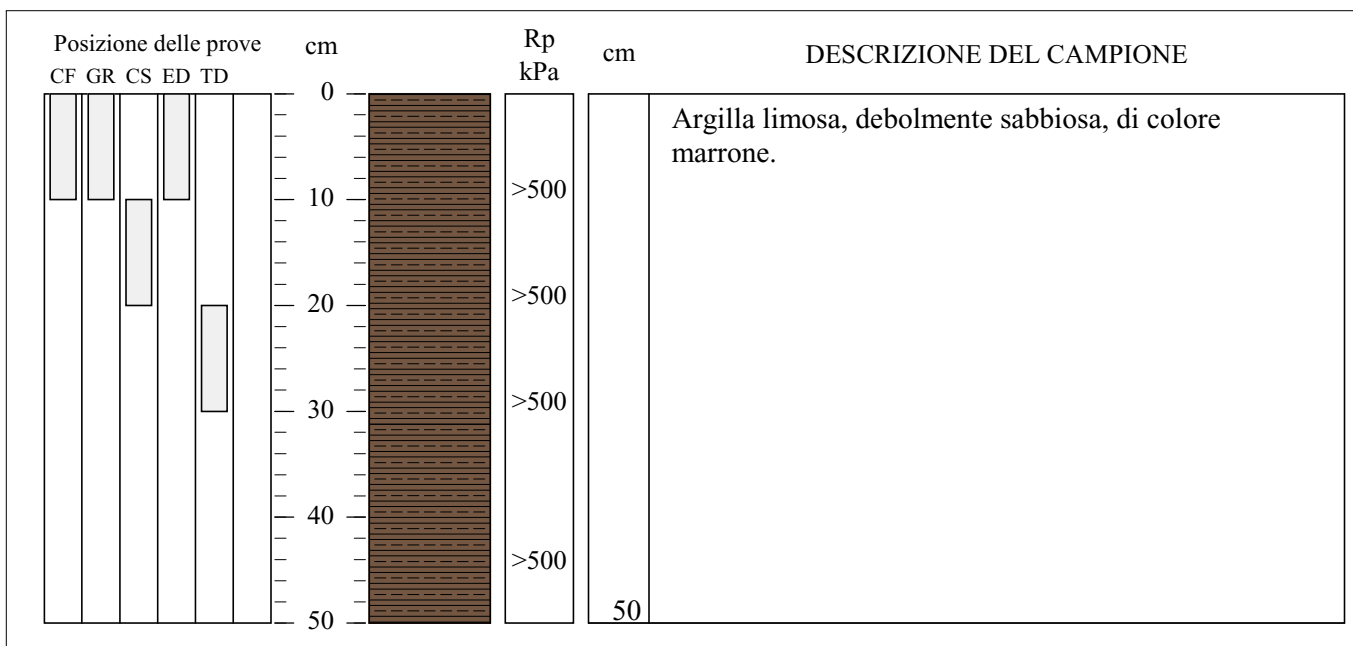 Posizione delle prove
CF GR CS ED TD
cm
Rp
kPa
cm
DESCRIZIONE DEL CAMPIONE
0
10
20
30
40
50
>500
>500
>500
>500
50
Argilla limosa, debolmente sabbiosa, di colore
marrone.